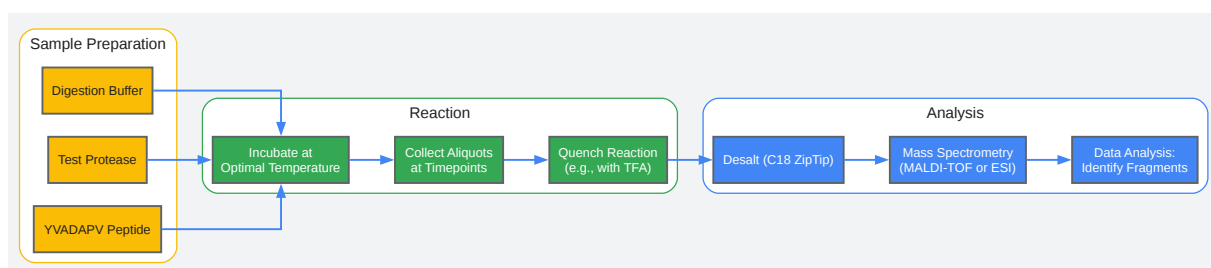 Sample Preparation
Digestion Buffer
Test Protease
YVADAPV Peptide
Reaction
Incubate at
Optimal Temperature
Collect Aliquots
at Timepoints
Quench Reaction
(e.g., with TFA)
Analysis
Desalt (C18 ZipTip)
Mass Spectrometry
(MALDI-TOF or ESI)
Data Analysis:
Identify Fragments